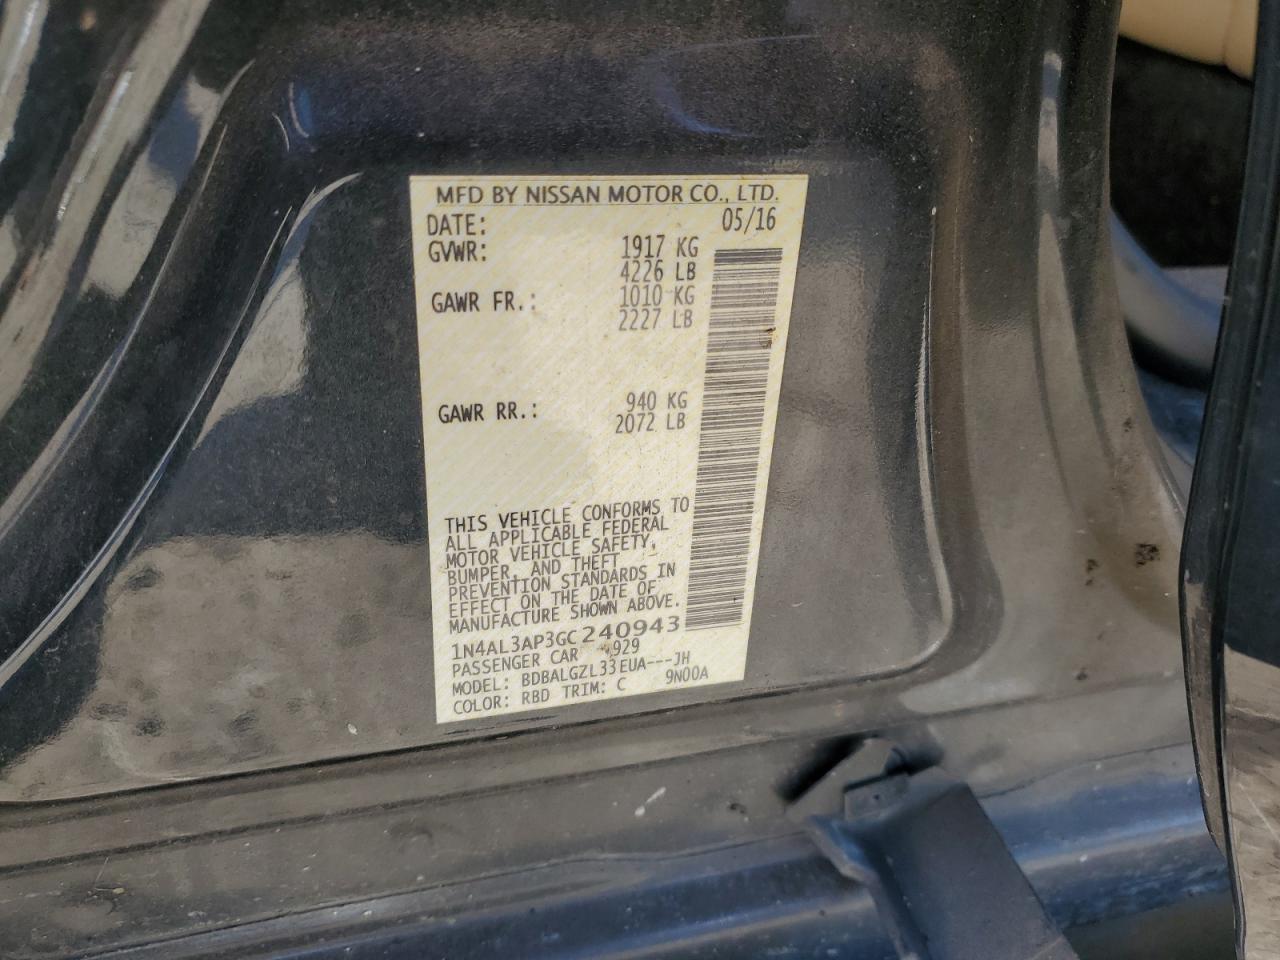 MFD BY NISSAN MOTOR CO., LTD.
DATE: 05/16
GVWR: 1917 KG
4226 LB
GAWR FR.: 1010 KG
2227 LB
GAWR RR.: 940 KG
2072 LB
THIS VEHICLE CONFORMS TO
ALL APPLICABLE FEDERAL
MOTOR VEHICLE SAFETY,
BUMPER, AND THEFT
PREVENTION STANDARDS IN
EFFECT ON THE DATE OF
MANUFACTURE SHOWN ABOVE.
1N4AL3AP3GC240943
PASSENGER CAR 929
MODEL: BDBALGZL33EUA---JH
COLOR: RBD TRIM: C 9N00A